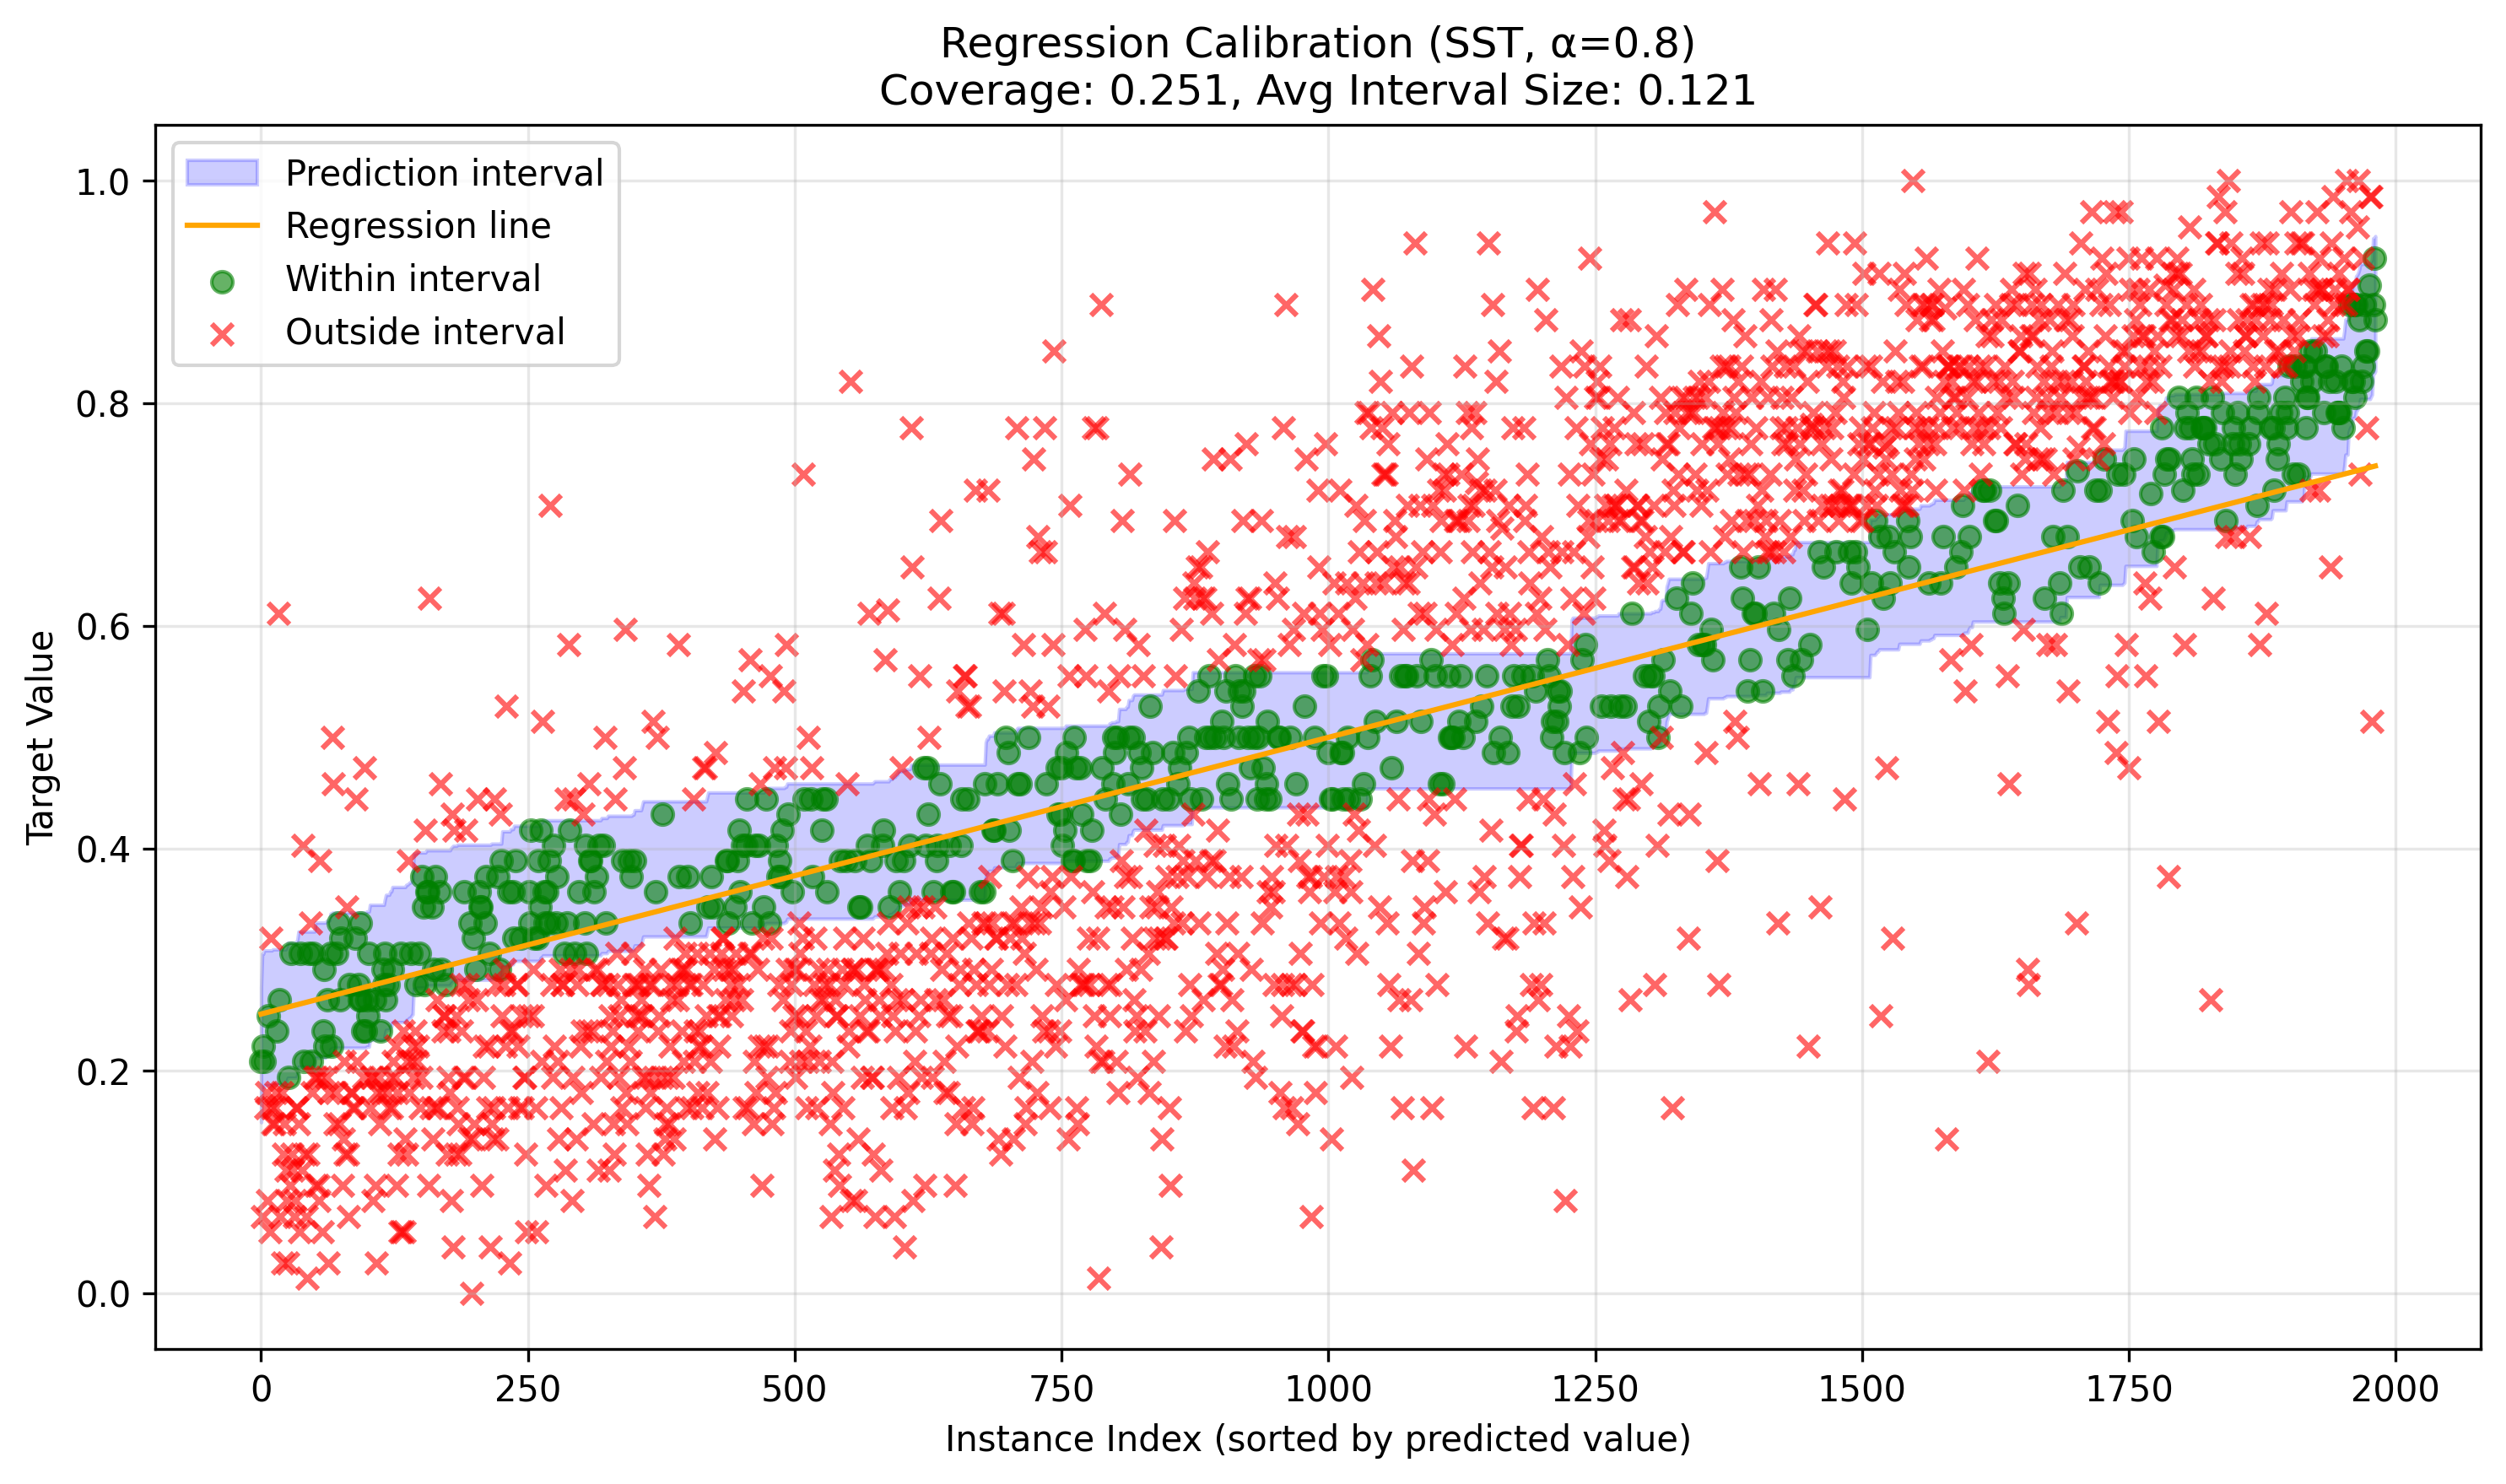 Regression Calibration (SST, α=0.8)
Coverage: 0.251, Avg Interval Size: 0.121
Prediction interval
Regression line
Within interval
Outside interval
1.0
0.8
0.6
0.4
0.2
0.0
Target Value
0 250 500 750 1000 1250 1500 1750 2000
Instance Index (sorted by predicted value)